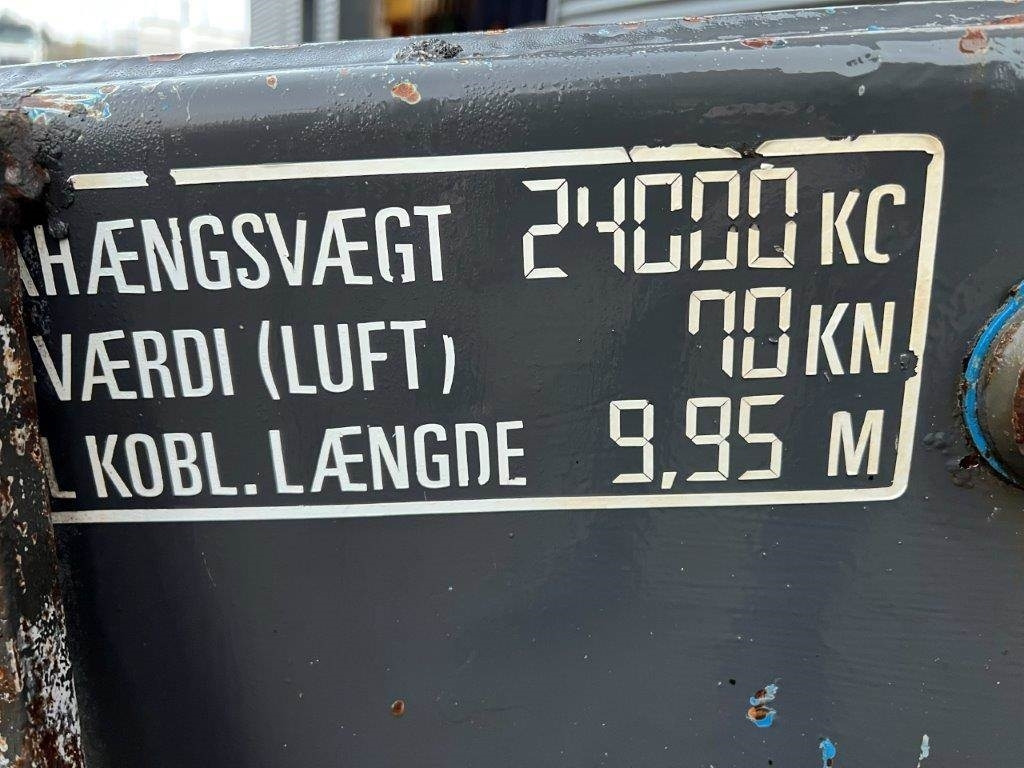 HÆNGSVÆGT 24000 KG
VÆRDI (LUFT) 70 KN
L KOBL. LÆNGDE 9,95 M